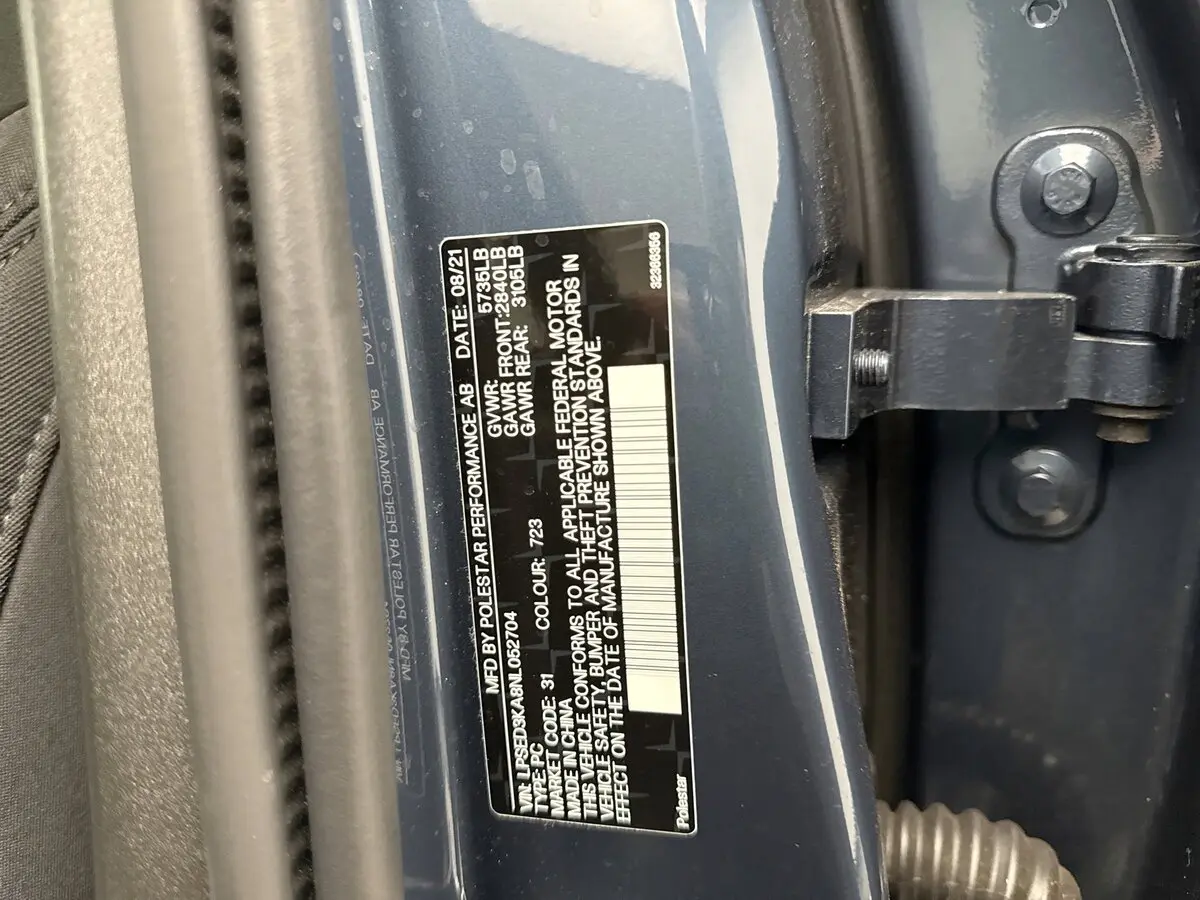 MFD BY POLESTAR PERFORMANCE AB DATE: 08/21
GVWR: 5735LB
GAWR FRONT:2840LB
VIN: LPSED3KA8NL052704 GAWR REAR: 3105LB
TYPE: PC
MARKET CODE: 31 COLOUR: 723
MADE IN CHINA
THIS VEHICLE CONFORMS TO ALL APPLICABLE FEDERAL MOTOR
VEHICLE SAFETY, BUMPER AND THEFT PREVENTION STANDARDS IN
EFFECT ON THE DATE OF MANUFACTURE SHOWN ABOVE.
Polestar 32366356